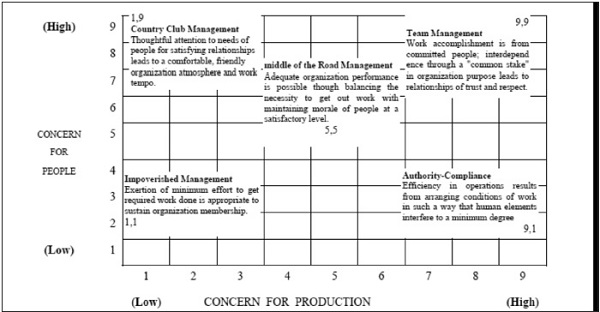 (High) 9
8
7
6
CONCERN 5
FOR
PEOPLE 4
3
2
(Low) 1
1,9
Country Club Management
Thoughtful attention to needs of
people for satisfying relationships
leads to a comfortable, friendly
organization atmosphere and work
tempo.
middle of the Road Management
Adequate organization performance
is possible though balancing the
necessity to get out work with
maintaining morale of people at a
satisfactory level.
5,5
9,9
Team Management
Work accomplishment is from
committed people; interdepend
ence through a "common stake"
in organization purpose leads to
relationships of trust and respect.
Impoverished Management
Exertion of minimum effort to get
required work done is appropriate to
sustain organization membership.
1,1
Authority-Compliance
Efficiency in operations results
from arranging conditions of work
in such a way that human elements
interfere to a minimum degree
9,1
1 2 3 4 5 6 7 8 9
(Low) CONCERN FOR PRODUCTION (High)